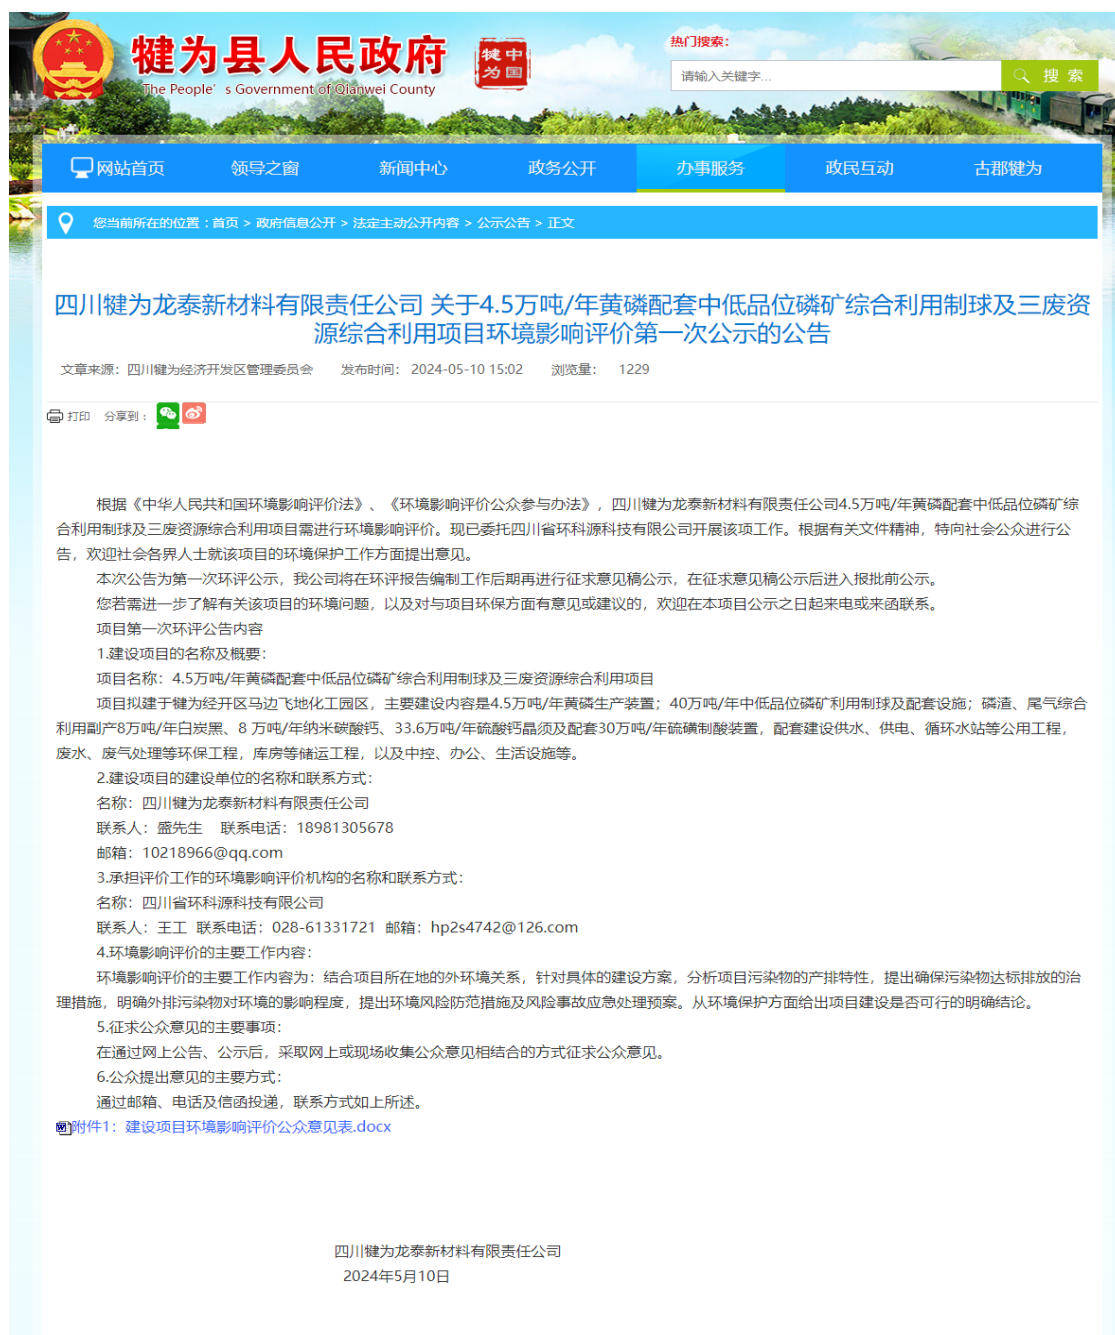 犍为县人民政府
The People's Government of Qianwei County
犍中
为国
热门搜索：
请输入关键字...
搜 索
网站首页 领导之窗 新闻中心 政务公开 办事服务 政民互动 古郡犍为
您当前所在的位置：首页 > 政府信息公开 > 法定主动公开内容 > 公示公告 > 正文
四川犍为龙泰新材料有限责任公司 关于4.5万吨/年黄磷配套中低品位磷矿综合利用制球及三废资
源综合利用项目环境影响评价第一次公示的公告
文章来源：四川犍为经济开发区管理委员会 发布时间： 2024-05-10 15:02 浏览量： 1229
打印 分享到：
根据《中华人民共和国环境影响评价法》、《环境影响评价公众参与办法》，四川犍为龙泰新材料有限责任公司4.5万吨/年黄磷配套中低品位磷矿综
合利用制球及三废资源综合利用项目需进行环境影响评价。现已委托四川省环科源科技有限公司开展该项工作。根据有关文件精神，特向社会公众进行公
告，欢迎社会各界人士就该项目的环境保护工作方面提出意见。
本次公告为第一次环评公示，我公司将在环评报告编制工作后期再进行征求意见稿公示，在征求意见稿公示后进入报批前公示。
您若需进一步了解有关该项目的环境问题，以及对与项目环保方面有意见或建议的，欢迎在本项目公示之日起来电或来函联系。
项目第一次环评公告内容
1.建设项目的名称及概要：
项目名称：4.5万吨/年黄磷配套中低品位磷矿综合利用制球及三废资源综合利用项目
项目拟建于犍为经开区马边飞地化工园区，主要建设内容是4.5万吨/年黄磷生产装置；40万吨/年中低品位磷矿利用制球及配套设施；磷渣、尾气综合
利用副产8万吨/年白炭黑、8 万吨/年纳米碳酸钙、33.6万吨/年硫酸钙晶须及配套30万吨/年硫磺制酸装置，配套建设供水、供电、循环水站等公用工程，
废水、废气处理等环保工程，库房等储运工程，以及中控、办公、生活设施等。
2.建设项目的建设单位的名称和联系方式：
名称：四川犍为龙泰新材料有限责任公司
联系人：盛先生 联系电话：18981305678
邮箱：10218966@qq.com
3.承担评价工作的环境影响评价机构的名称和联系方式：
名称：四川省环科源科技有限公司
联系人：王工 联系电话：028-61331721 邮箱：hp2s4742@126.com
4.环境影响评价的主要工作内容：
环境影响评价的主要工作内容为：结合项目所在地的外环境关系，针对具体的建设方案，分析项目污染物的产排特性，提出确保污染物达标排放的治
理措施，明确外排污染物对环境的影响程度，提出环境风险防范措施及风险事故应急处理预案。从环境保护方面给出项目建设是否可行的明确结论。
5.征求公众意见的主要事项：
在通过网上公告、公示后，采取网上或现场收集公众意见相结合的方式征求公众意见。
6.公众提出意见的主要方式：
通过邮箱、电话及信函投递，联系方式如上所述。
附件1：建设项目环境影响评价公众意见表.docx
四川犍为龙泰新材料有限责任公司
2024年5月10日